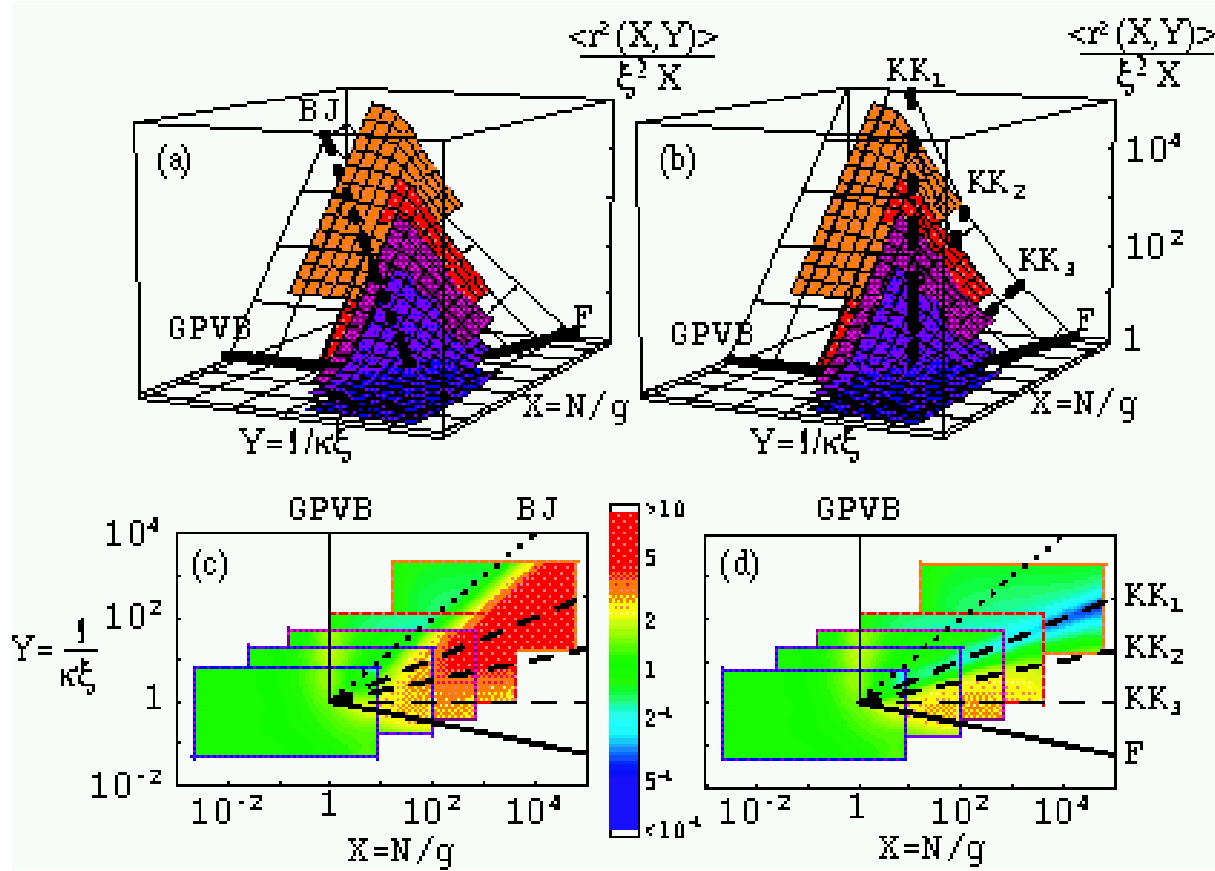 <r²(X,Y)>
ξ² X
<r²(X,Y)>
ξ² X
BJ
KK₁
(a)
(b)
10⁴
KK₂
10²
KK₃
GPVB
F
GPVB
F
1
X=N/g
X=N/g
Y=1/κξ
Y=1/κξ
GPVB
BJ
GPVB
>10
10⁴
(c)
5
(d)
10²
2
KK₁
Y=1/κξ
1
KK₂
1
2⁻¹
KK₃
5⁻¹
F
10⁻²
<10⁻¹
10⁻²
1
10²
10⁴
10⁻²
1
10²
10⁴
X=N/g
X=N/g